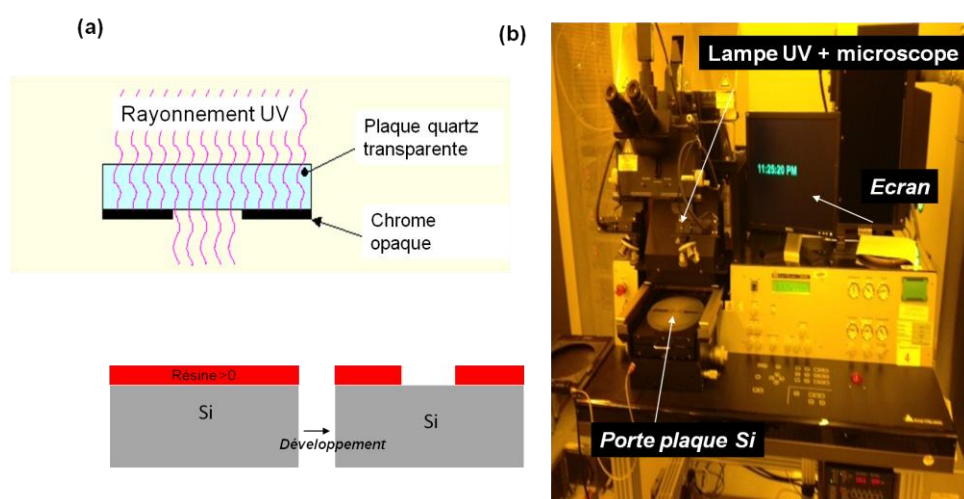 (a)
Rayonnement UV
Plaque quartz
transparente
Chrome
opaque
Résine >0
Si
Développement
Si
(b)
Lampe UV + microscope
11:25:20 PM
Ecran
4
Porte plaque Si